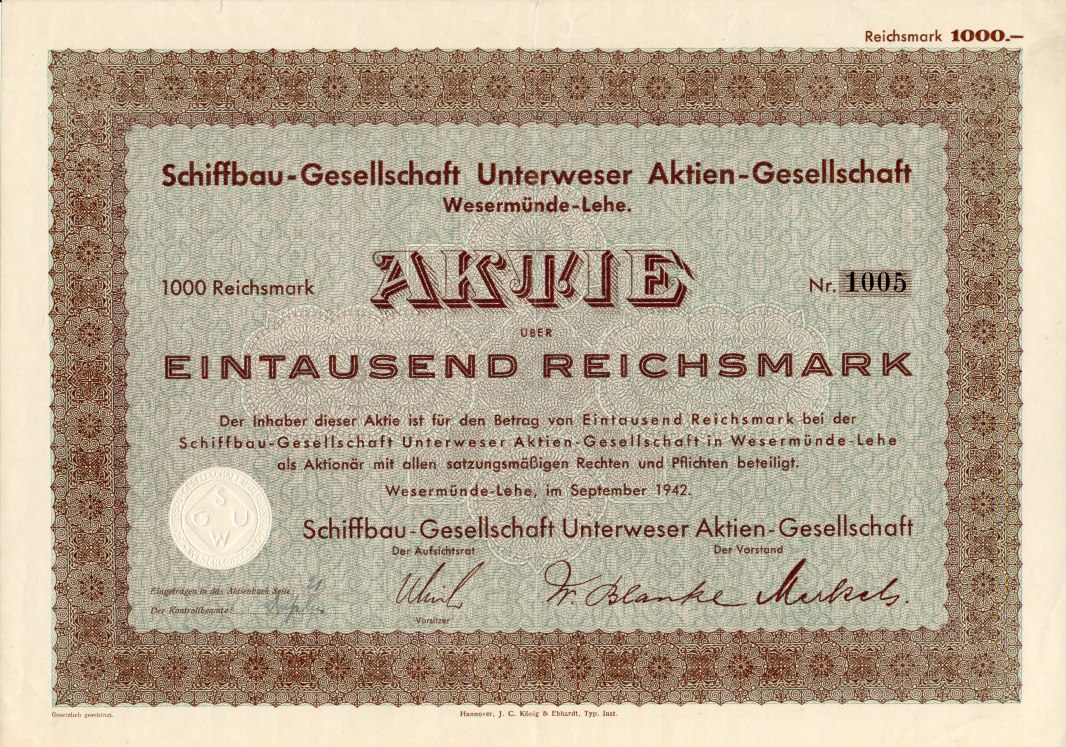 Reichsmark 1000.—
Schiffbau-Gesellschaft Unterweser Aktien-Gesellschaft
Wesermünde-Lehe.
1000 Reichsmark
AKTIE
Nr. 1005
ÜBER
EINTAUSEND REICHSMARK
Der Inhaber dieser Aktie ist für den Betrag von Eintausend Reichsmark bei der
Schiffbau-Gesellschaft Unterweser Aktien-Gesellschaft in Wesermünde-Lehe
als Aktionär mit allen satzungsmäßigen Rechten und Pflichten beteiligt.
Wesermünde-Lehe, im September 1942.
S G U W
Schiffbau-Gesellschaft Unterweser Aktien-Gesellschaft
Der Aufsichtsrat
Der Vorstand
Eingetragen in das Aktienbuch Seite:
Der Kontrollbeamte:
Dr. Blanke
Vorsitzer
Gesetzlich geschützt.
Hannover, J. C. König & Ebhardt, Typ. Inst.